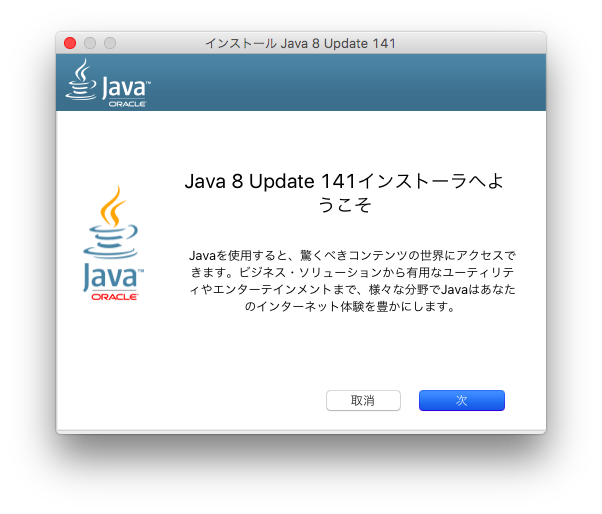 インストール Java 8 Update 141
Java™
ORACLE
Java 8 Update 141インストーラへよ
うこそ
Java™
ORACLE
Javaを使用すると、驚くべきコンテンツの世界にアクセスで
きます。ビジネス・ソリューションから有用なユーティリテ
ィやエンターテインメントまで、様々な分野でJavaはあなた
のインターネット体験を豊かにします。
取消
次